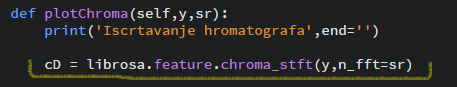 def plotChroma(self,y,sr):
print('Iscrtavanje hromatografa',end='')
cD = librosa.feature.chroma_stft(y,n_fft=sr)